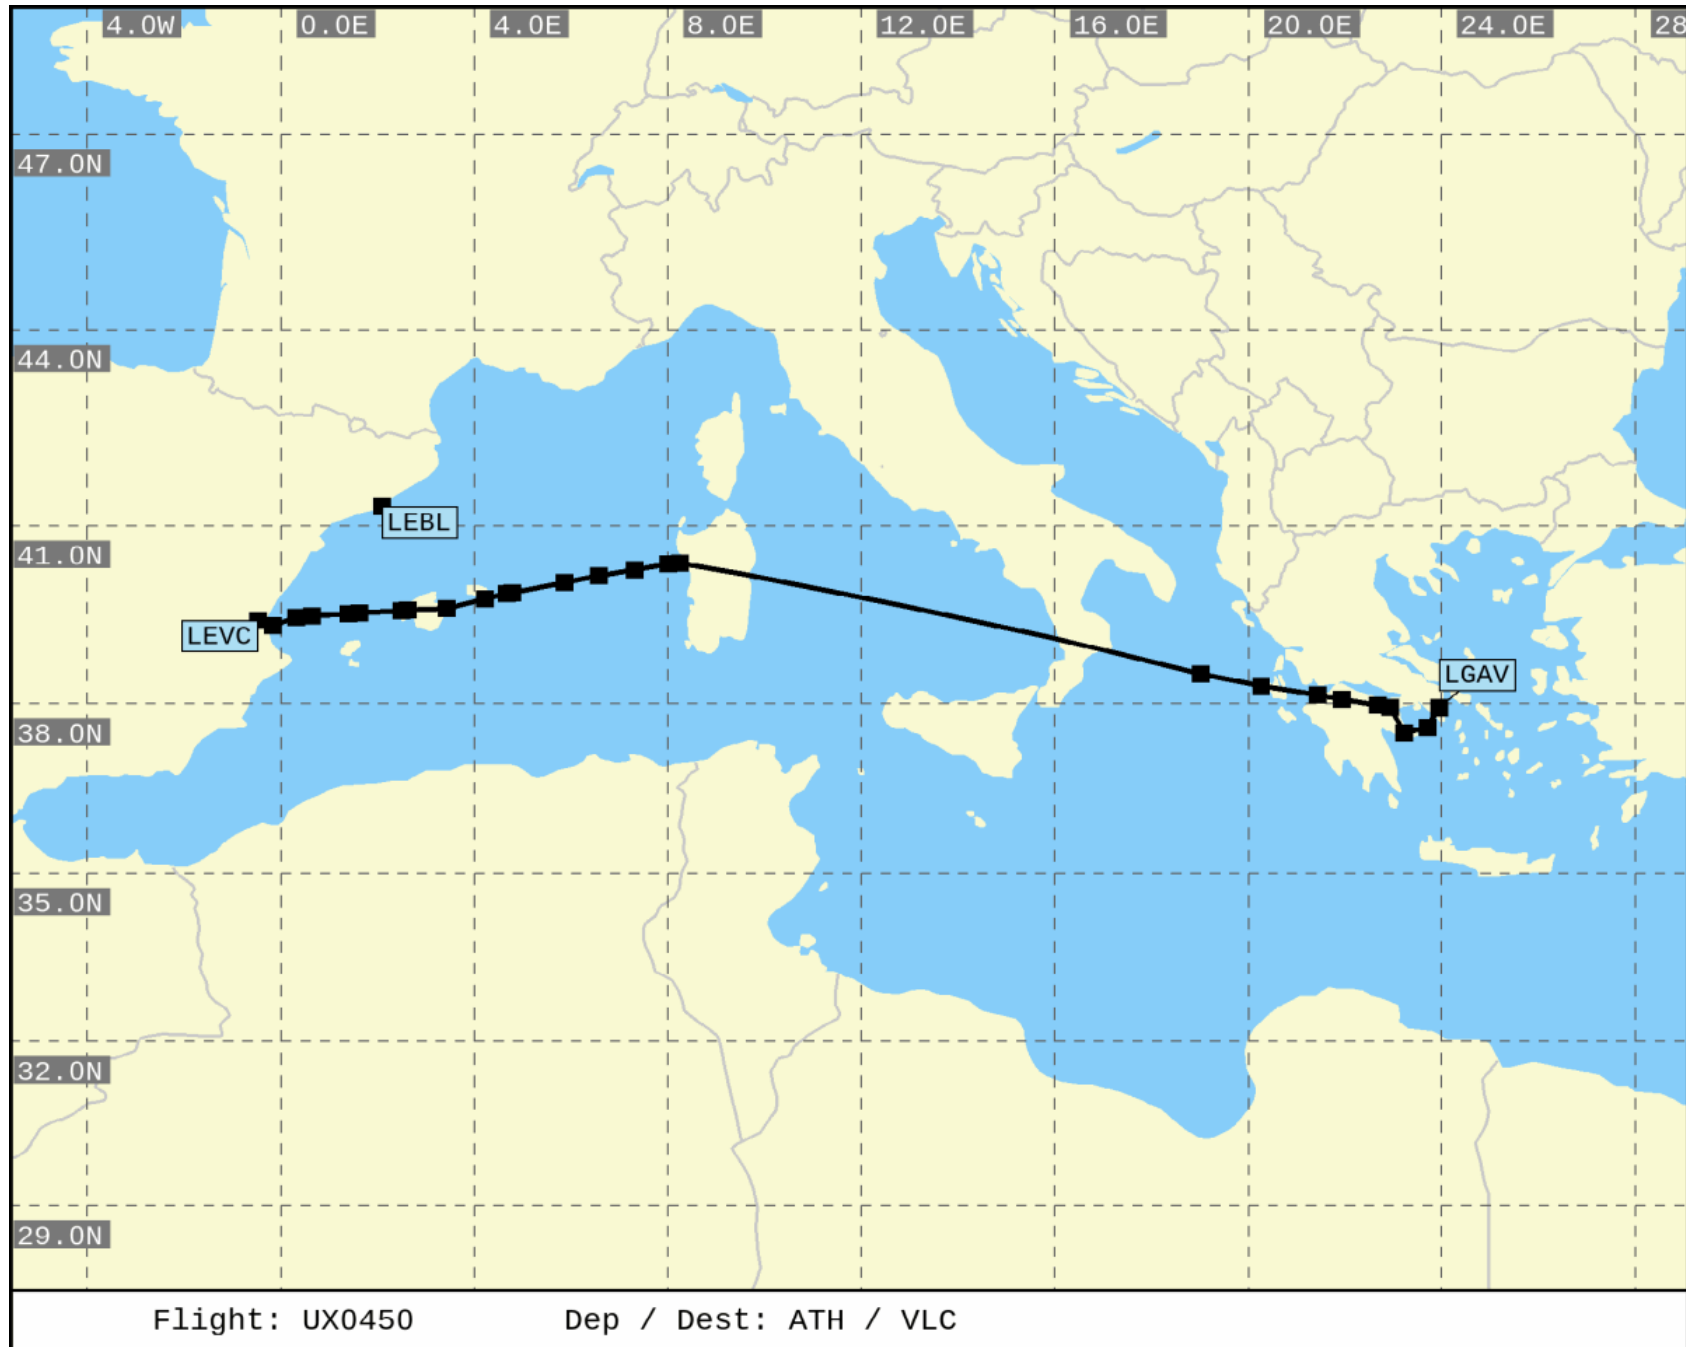 4.0W 0.0E 4.0E 8.0E 12.0E 16.0E 20.0E 24.0E 28
47.0N
44.0N
LEBL
41.0N
LEVC
LGAV
38.0N
35.0N
32.0N
29.0N
Flight: UX0450 Dep / Dest: ATH / VLC